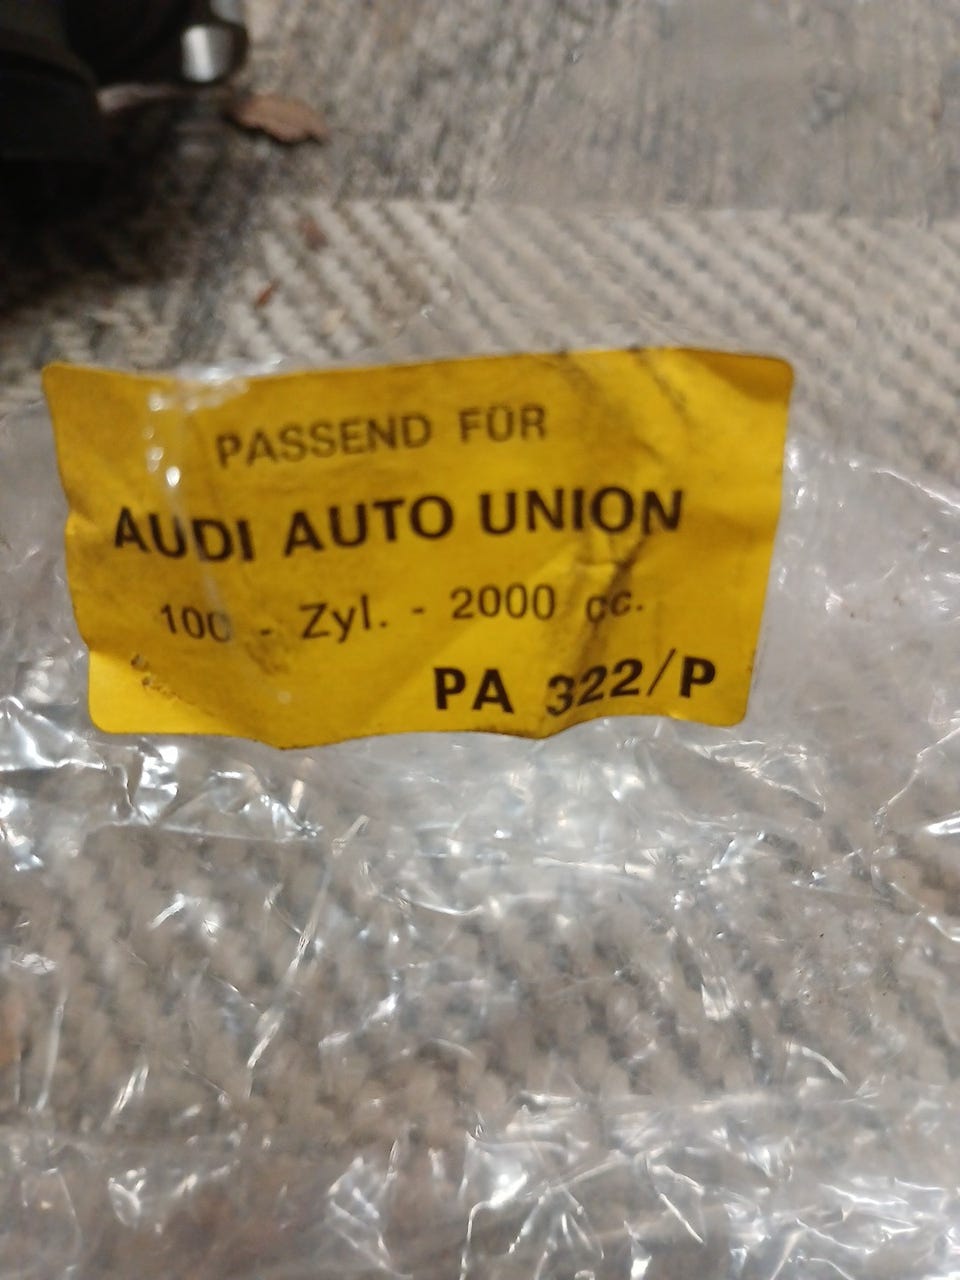 PASSEND FÜR
AUDI AUTO UNION
100 - Zyl. - 2000 cc.
PA 322/P